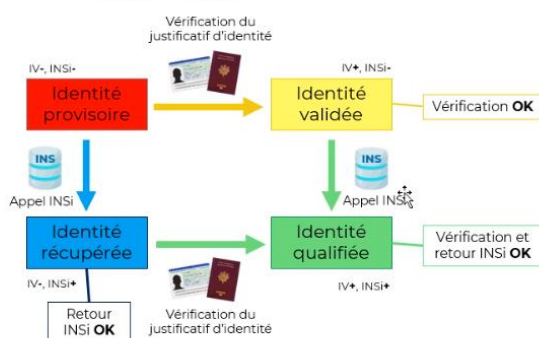 Vérification du
justificatif d'identité
IV-, INSi-
IV+, INSi-
Identité
provisoire
Identité
validée
Vérification OK
INS
Appel INSi
INS
Appel INSi
Identité
récupérée
Identité
qualifiée
Vérification et
retour INSi OK
IV-, INSi+
IV+, INSi+
Retour
INSi OK
Vérification du
justificatif d'identité